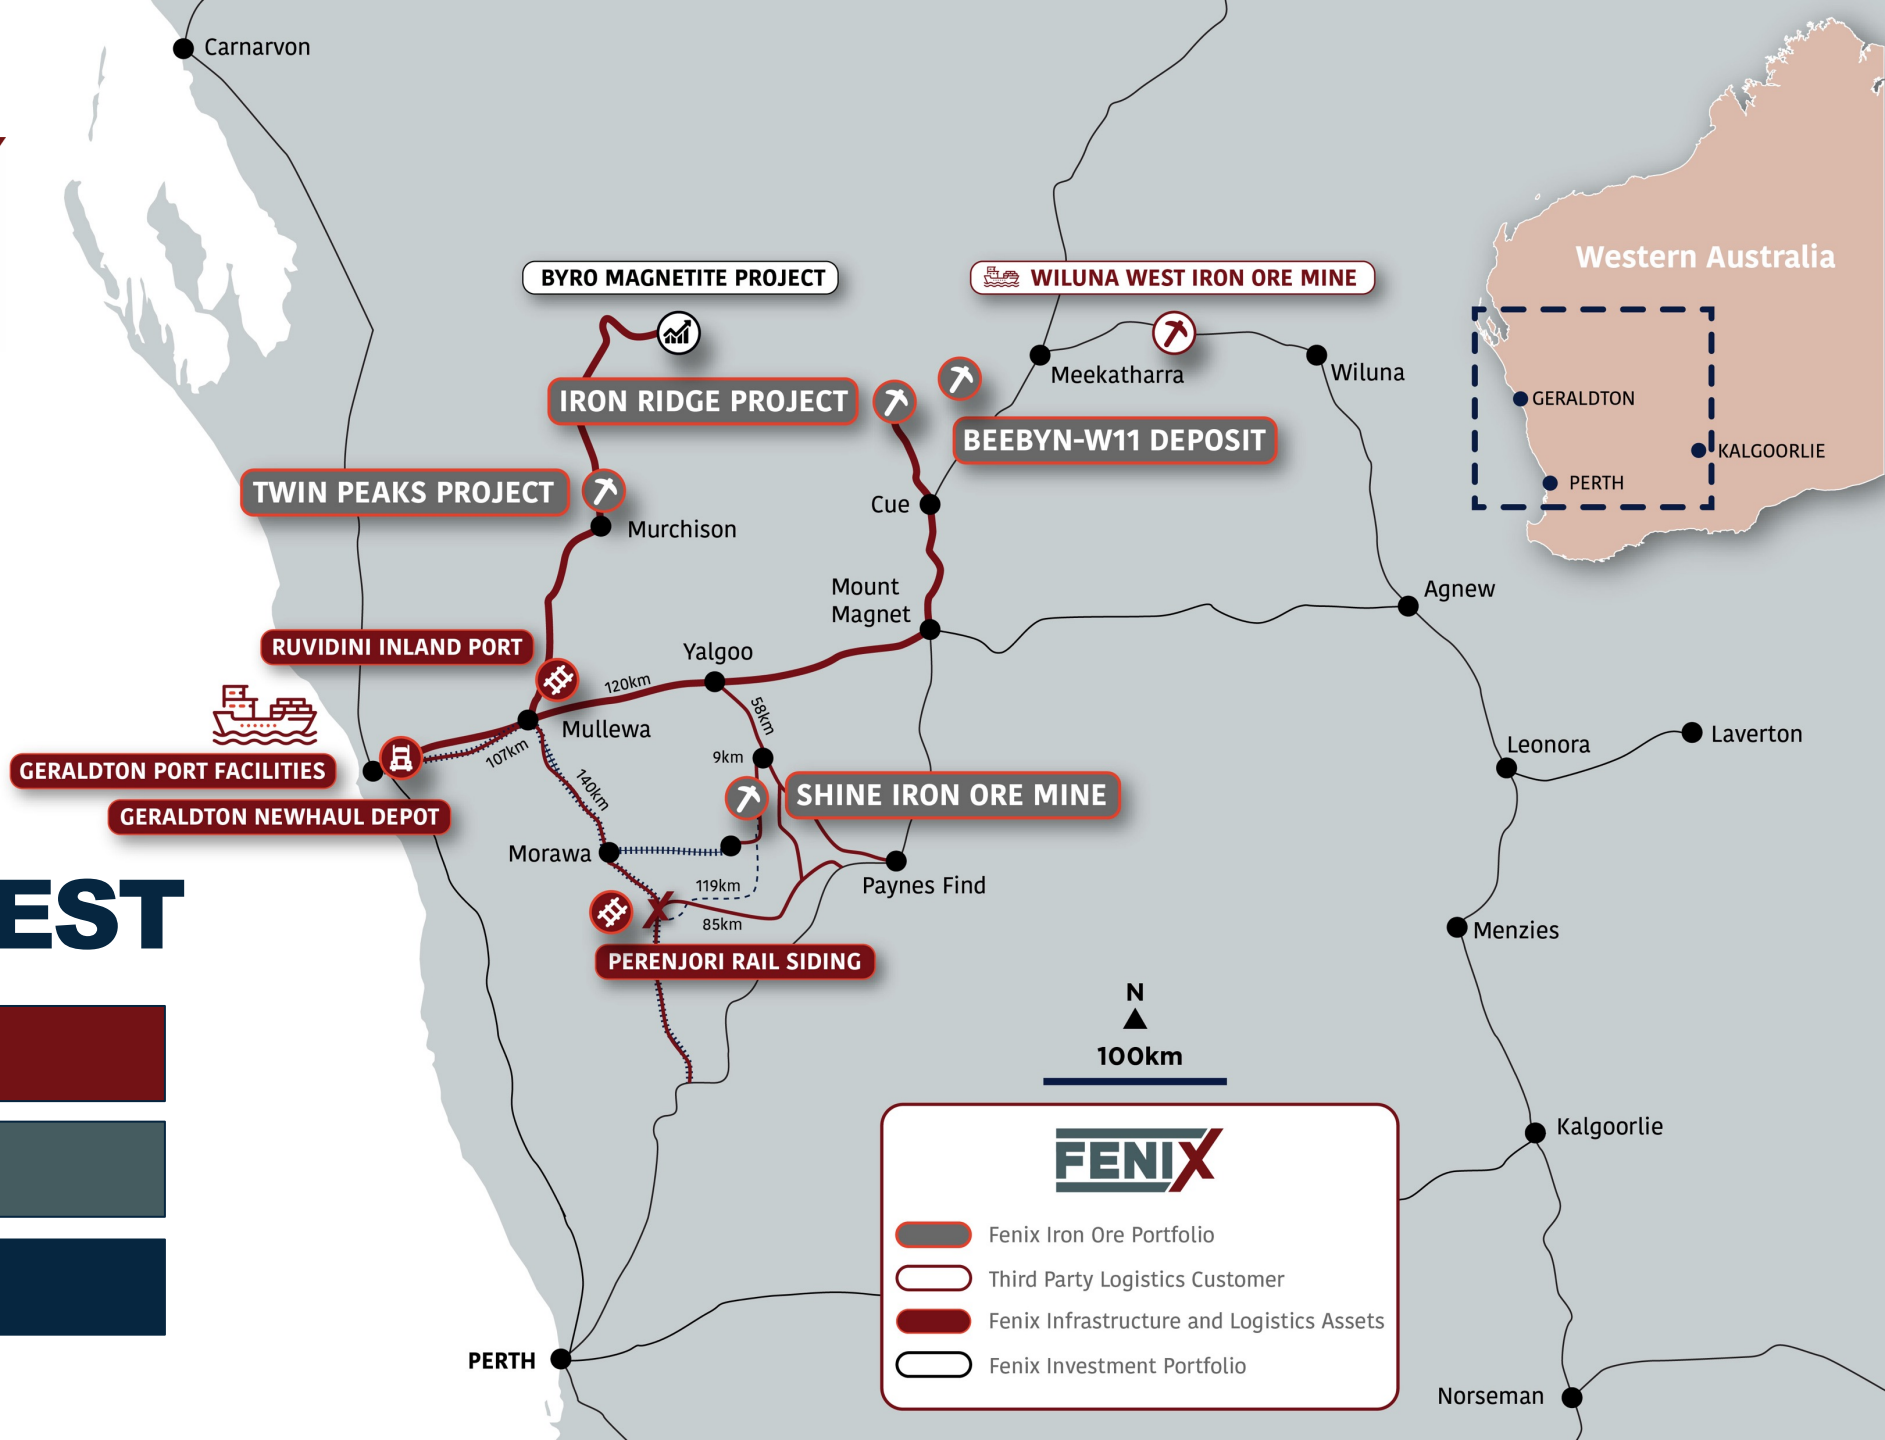 Carnarvon
BYRO MAGNETITE PROJECT
WILUNA WEST IRON ORE MINE
Western Australia
Meekatharra
Wiluna
IRON RIDGE PROJECT
GERALDTON
BEEBYN-W11 DEPOSIT
KALGOORLIE
TWIN PEAKS PROJECT
PERTH
Cue
Murchison
Mount
Magnet
Agnew
RUVIDINI INLAND PORT
Yalgoo
120km
58km
Mullewa
107km
9km
Leonora
Laverton
GERALDTON PORT FACILITIES
140km
SHINE IRON ORE MINE
GERALDTON NEWHAUL DEPOT
Morawa
119km
Paynes Find
EST
85km
Menzies
PERENJORI RAIL SIDING
N
100km
Kalgoorlie
FENIX
Fenix Iron Ore Portfolio
Third Party Logistics Customer
Fenix Infrastructure and Logistics Assets
Fenix Investment Portfolio
PERTH
Norseman